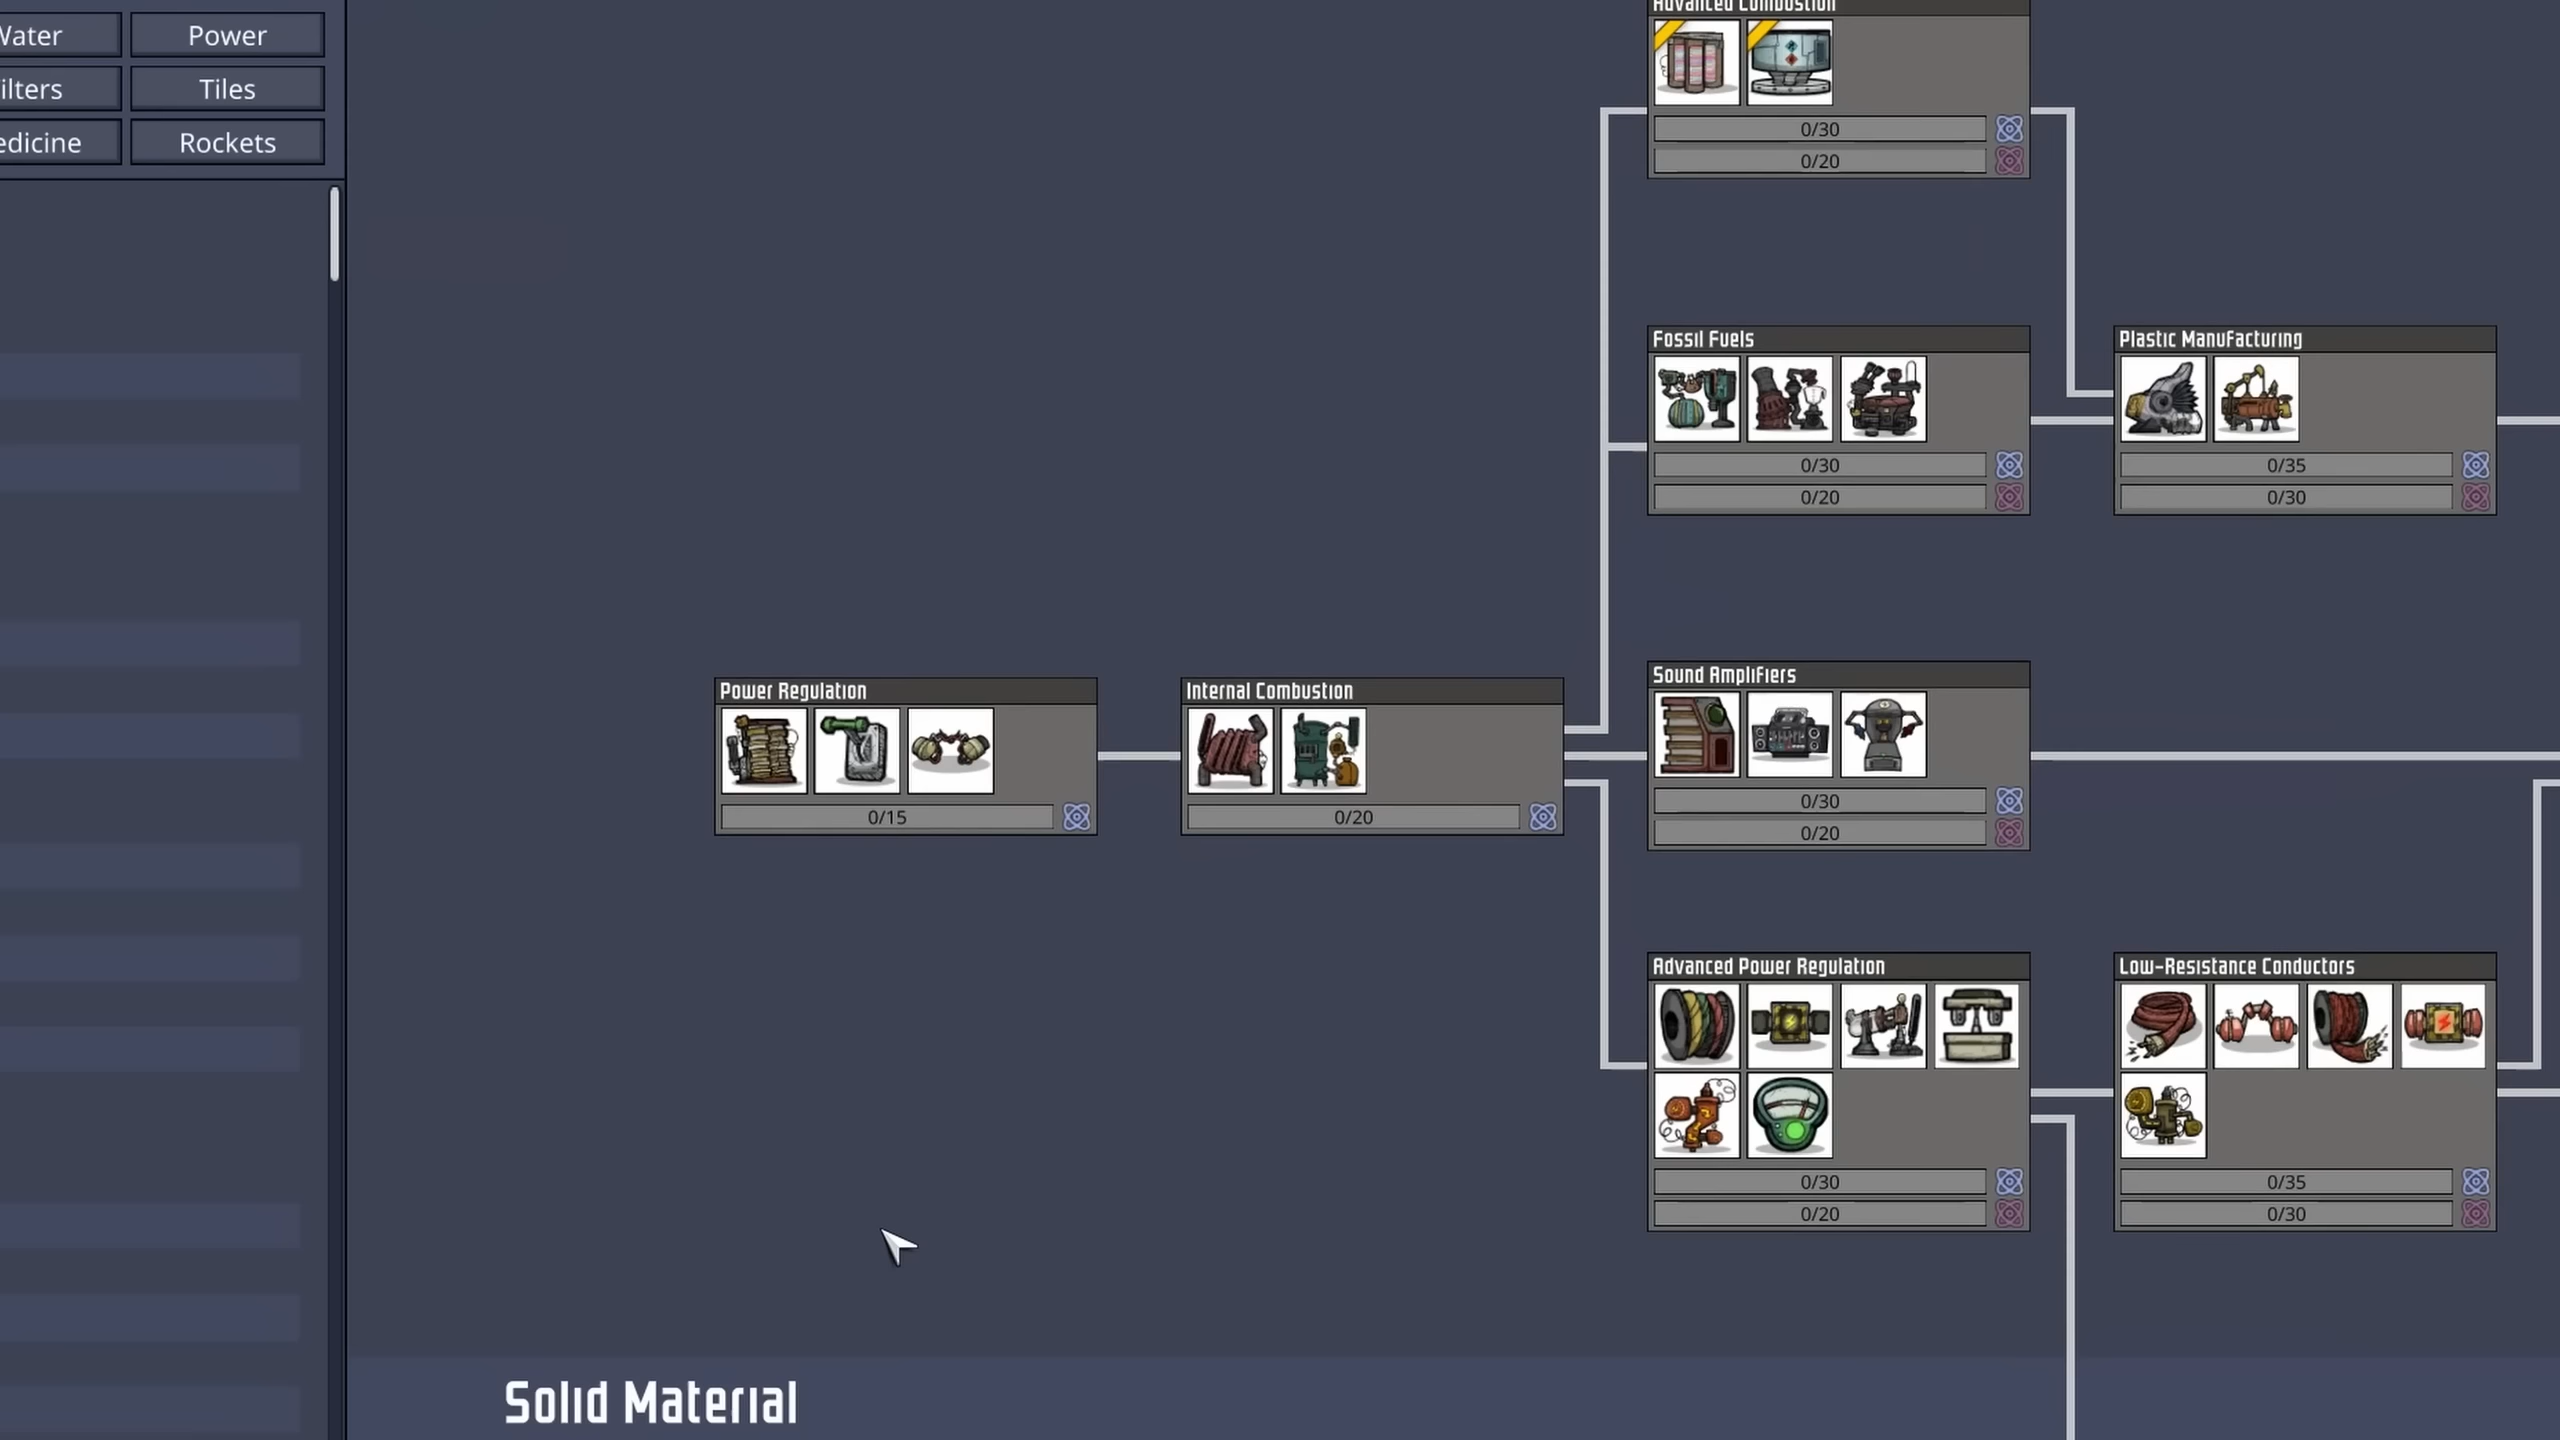 Water
Power
ilters
Tiles
edicine
Rockets
Advanced Combustion
0/30
0/20
Fossil Fuels
0/30
0/20
Plastic Manufacturing
0/35
0/30
Power Regulation
0/15
Internal Combustion
0/20
Sound Amplifiers
0/30
0/20
Advanced Power Regulation
0/30
0/20
Low-Resistance Conductors
0/35
0/30
Solid Material